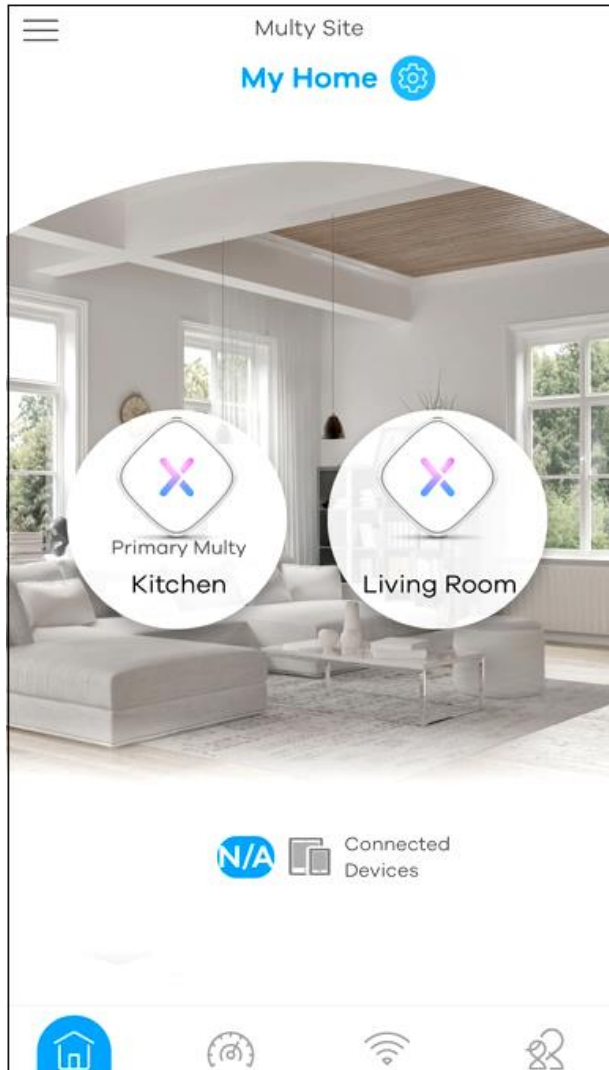 Multy Site
My Home
Primary Multy
Kitchen
Living Room
N/A
Connected
Devices